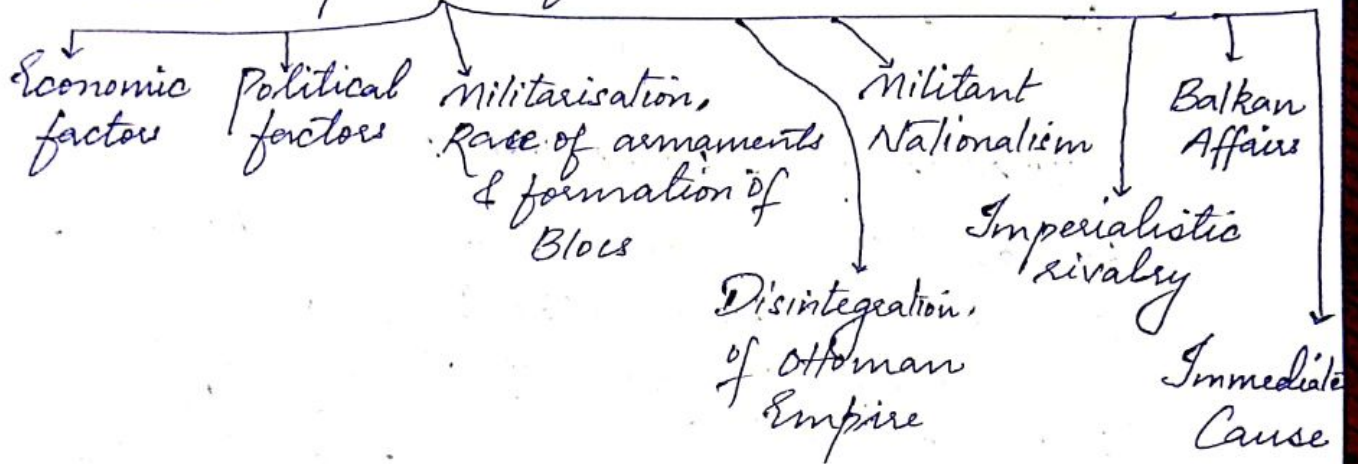 Economic
factors
Political
factors
Militarisation,
Race of armaments
& formation of
Blocs
Disintegration
of Ottoman
Empire
Militant
Nationalism
Imperialistic
rivalry
Balkan
Affairs
Immediate
Cause